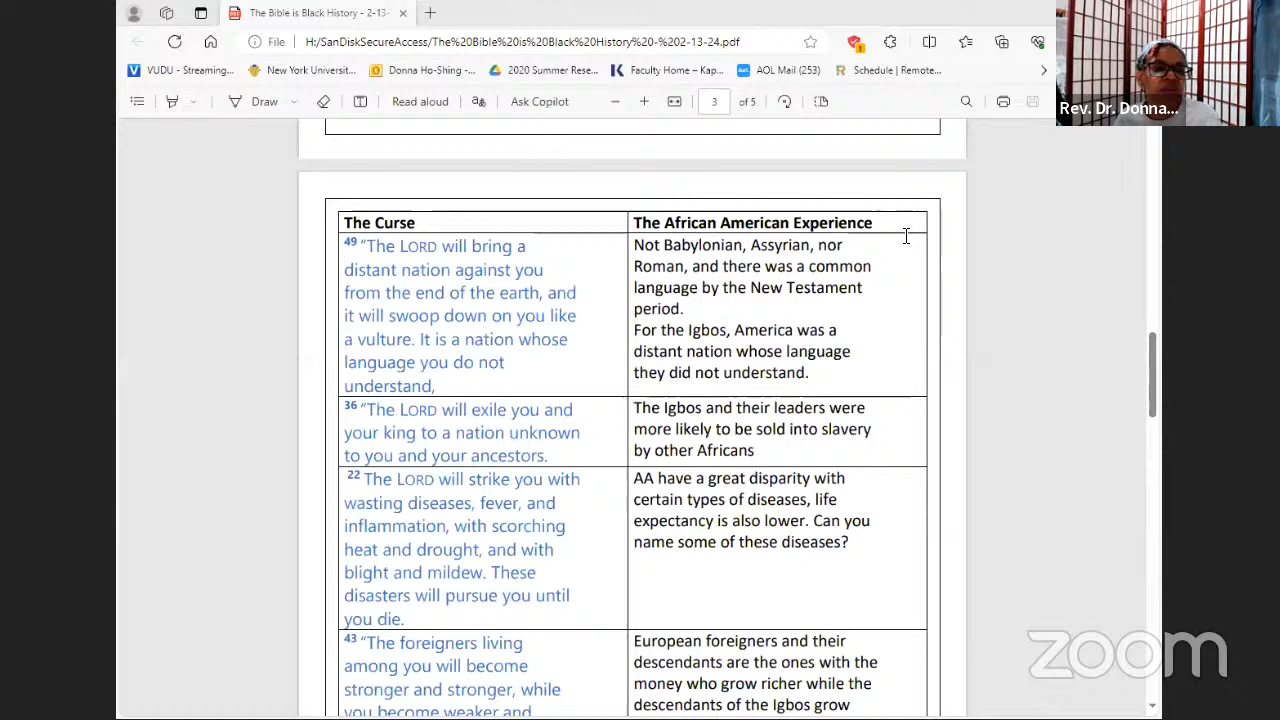 The Bible is Black History - 2-13-
File
H:/SanDiskSecureAccess/The%20Bible%20is%20Black%20History%20-%202-13-24.pdf
VUDU - Streaming...
New York Universit...
Donna Ho-Shing -...
2020 Summer Rese...
Faculty Home – Kap...
AOL Mail (253)
Schedule | Remote...
Draw
Read aloud
Ask Copilot
3
of 5
Rev. Dr. Donna...
The Curse
49 “The LORD will bring a
distant nation against you
from the end of the earth, and
it will swoop down on you like
a vulture. It is a nation whose
language you do not
understand,
The African American Experience
Not Babylonian, Assyrian, nor
Roman, and there was a common
language by the New Testament
period.
For the Igbos, America was a
distant nation whose language
they did not understand.
36 “The LORD will exile you and
your king to a nation unknown
to you and your ancestors.
The Igbos and their leaders were
more likely to be sold into slavery
by other Africans
22 The LORD will strike you with
wasting diseases, fever, and
inflammation, with scorching
heat and drought, and with
blight and mildew. These
disasters will pursue you until
you die.
AA have a great disparity with
certain types of diseases, life
expectancy is also lower. Can you
name some of these diseases?
43 “The foreigners living
among you will become
stronger and stronger, while
you become weaker and
European foreigners and their
descendants are the ones with the
money who grow richer while the
descendants of the Igbos grow
zoom